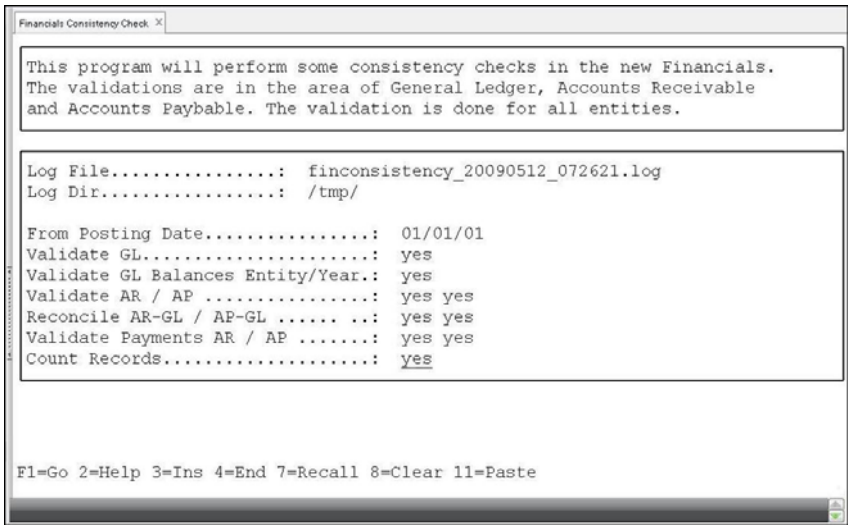 Financials Consistency Check ×
This program will perform some consistency checks in the new Financials.
The validations are in the area of General Ledger, Accounts Receivable
and Accounts Paybable. The validation is done for all entities.
Log File................: finconsistency_20090512_072621.log
Log Dir.................: /tmp/
From Posting Date................: 01/01/01
Validate GL......................: yes
Validate GL Balances Entity/Year.: yes
Validate AR / AP ................: yes yes
Reconcile AR-GL / AP-GL ...... ..: yes yes
Validate Payments AR / AP .......: yes yes
Count Records....................: yes
F1=Go 2=Help 3=Ins 4=End 7=Recall 8=Clear 11=Paste